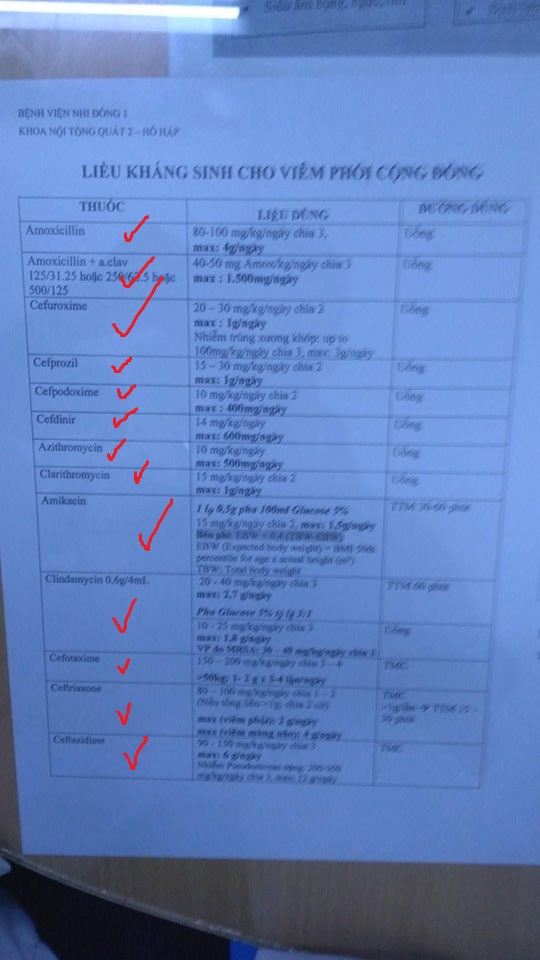 Siêu âm bụng, ngực,
BỆNH VIỆN NHI ĐỒNG 1
KHOA NỘI TỔNG QUÁT 2 – HÔ HẤP
LIỀU KHÁNG SINH CHO VIÊM PHỔI CỘNG ĐỒNG
THUỐC LIỀU DÙNG ĐƯỜNG DÙNG
Amoxicillin 80-100 mg/kg/ngày chia 3, Uống
max: 4g/ngày
Amoxicillin + a.clav 40-50 mg Amox/kg/ngày chia 3 Uống
125/31.25 hoặc 250/62.5 hoặc max : 1.500mg/ngày
500/125
Cefuroxime 20 – 30 mg/kg/ngày chia 2 Uống
max : 1g/ngày
Nhiễm trùng xương khớp: up to
100mg/kg/ngày chia 3, max: 3g/ngày
Cefprozil 15 – 30 mg/kg/ngày chia 2 Uống
max: 1g/ngày
Cefpodoxime 10 mg/kg/ngày chia 2 Uống
max : 400mg/ngày
Cefdinir 14 mg/kg/ngày Uống
max: 600mg/ngày
Azithromycin 10 mg/kg/ngày Uống
max: 500mg/ngày
Clarithromycin 15 mg/kg/ngày chia 2 Uống
max: 1g/ngày
Amikacin 1 lọ 0,5g pha 100ml Glucose 5% TTM 30-60 phút
15 mg/kg/ngày chia 2, max: 1,5g/ngày
Béo phì: EBW + 0.4 (TBW-EBW)
EBW (Expected body weight) = BMI 50th
percentile for age x actual height (m²)
TBW: Total body weight
Clindamycin 0,6g/4mL 20 - 40 mg/kg/ngày chia 3 TTM 60 phút
max: 2,7 g/ngày
Pha Glucose 5% tỷ lệ 3:1
10 - 25 mg/kg/ngày chia 3 Uống
max: 1,8 g/ngày
VP do MRSA: 30 – 40 mg/kg/ngày chia 3
Cefotaxime 150 – 200 mg/kg/ngày chia 3 – 4 TMC
>50kg: 1- 2 g x 3-4 lần/ngày
Ceftriaxone 80 – 100 mg/kg/ngày chia 1 – 2 TMC
(Nếu tổng liều >1g: chia 2 cữ) >1g/lần → TTM 15 –
max (viêm phổi): 2 g/ngày 30 phút
max (viêm màng não): 4 g/ngày
Ceftazidime 90 - 150 mg/kg/ngày chia 3 TMC
max: 6 g/ngày
Nhiễm Pseudomonas nặng: 200-300
mg/kg/ngày chia 3, max: 12 g/ngày